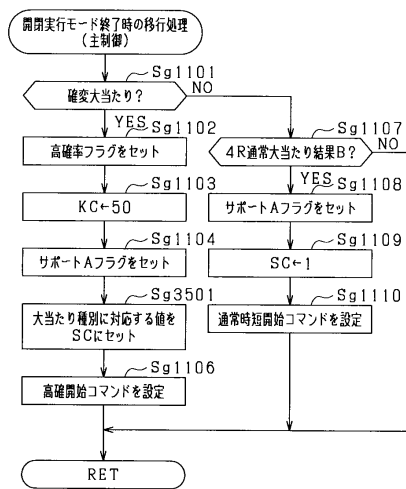 開閉実行モード終了時の移行処理
(主制御)
Sg1101
確変大当たり?
NO
YES
Sg1102
高確率フラグをセット
Sg1103
KC←50
Sg1104
サポートAフラグをセット
Sg3501
大当たり種別に対応する値を
SCにセット
Sg1106
高確開始コマンドを設定
Sg1107
4R通常大当たり結果B?
NO
YES
Sg1108
サポートAフラグをセット
Sg1109
SC←1
Sg1110
通常時短開始コマンドを設定
RET